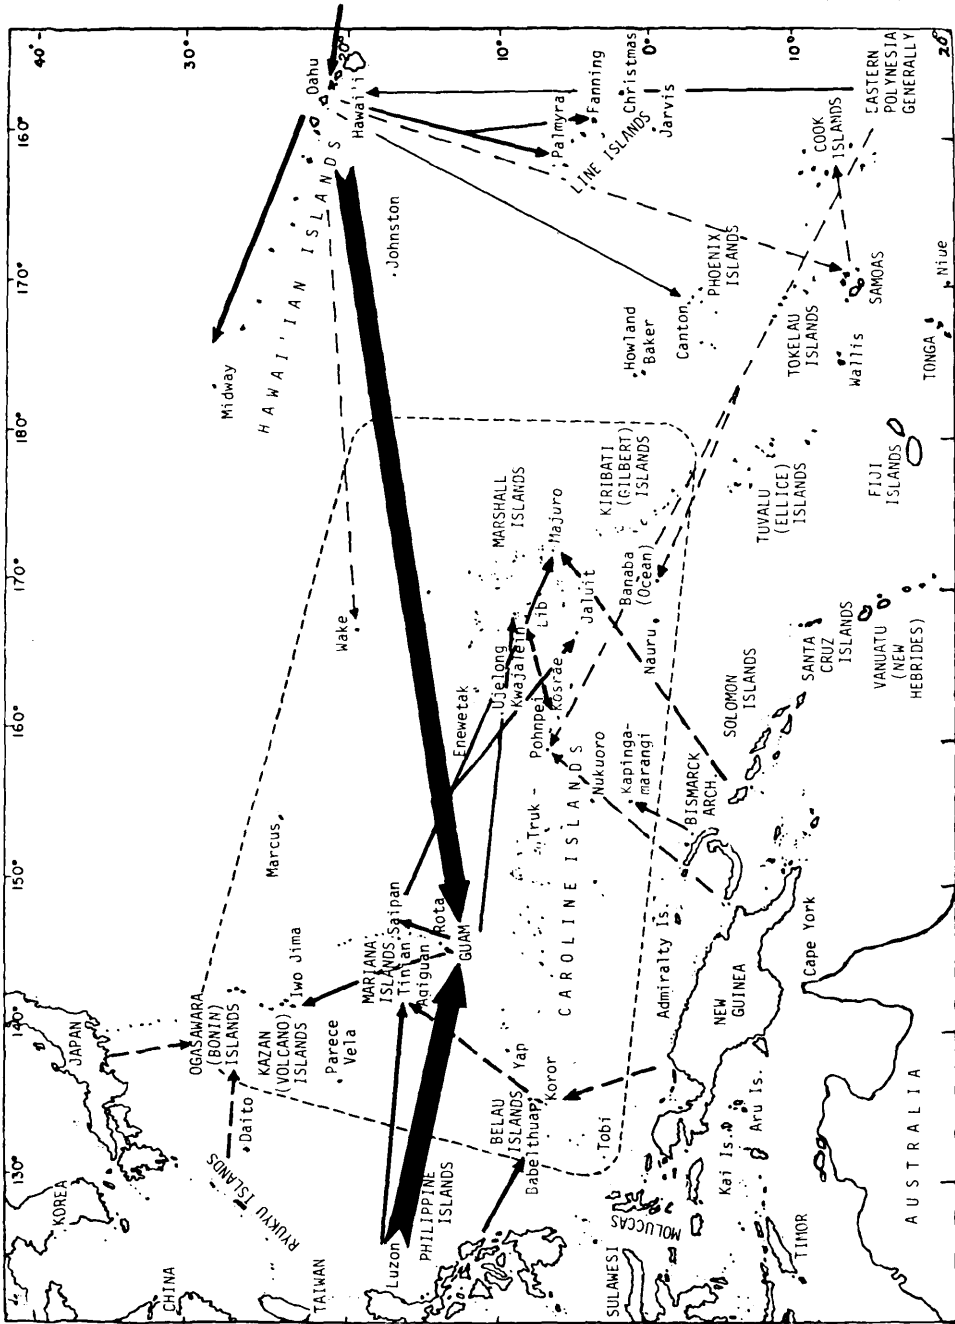 40°
30°
20°
10°
0°
10°
20°
160°
170°
180°
170°
160°
150°
140°
130°
Oahu
Hawai'i
HAWAI'IAN ISLANDS
Midway
Johnston
Palmyra
Fanning
Christmas
LINE ISLANDS
Jarvis
EASTERN
POLYNESIA
GENERALLY
COOK
ISLANDS
PHOENIX
ISLANDS
Canton
Howland
Baker
TOKELAU
ISLANDS
SAMOAS
Wallis
Niue
TONGA
FIJI
ISLANDS
TUVALU
(ELLICE)
ISLANDS
KIRIBATI
(GILBERT)
ISLANDS
MARSHALL
ISLANDS
Majuro
Banaba
(Ocean)
Jaluit
Lib
Kwajalein
Ujelong
Enewetak
Wake
Nauru
Kosrae
Pohnpei
Nukuoro
Kapinga-
marangi
SOLOMON
ISLANDS
SANTA
CRUZ
ISLANDS
VANUATU
(NEW
HEBRIDES)
BISMARCK
ARCH.
Truk
CAROLINE ISLANDS
Marcus
Iwo Jima
MARIANA
ISLANDS
Saipan
Tinian
Agiguan
Rota
GUAM
Admiralty Is.
NEW
GUINEA
Cape York
JAPAN
OGASAWARA
(BONIN)
ISLANDS
KAZAN
(VOLCANO)
ISLANDS
Parece
Vela
Yap
Koror
BELAU
ISLANDS
Babelthuap
Tobi
Daito
RYUKYU ISLANDS
KOREA
CHINA
TAIWAN
Luzon
PHILIPPINE
ISLANDS
SULAWESI
MOLUCCAS
Kai Is.
Aru Is.
TIMOR
AUSTRALIA